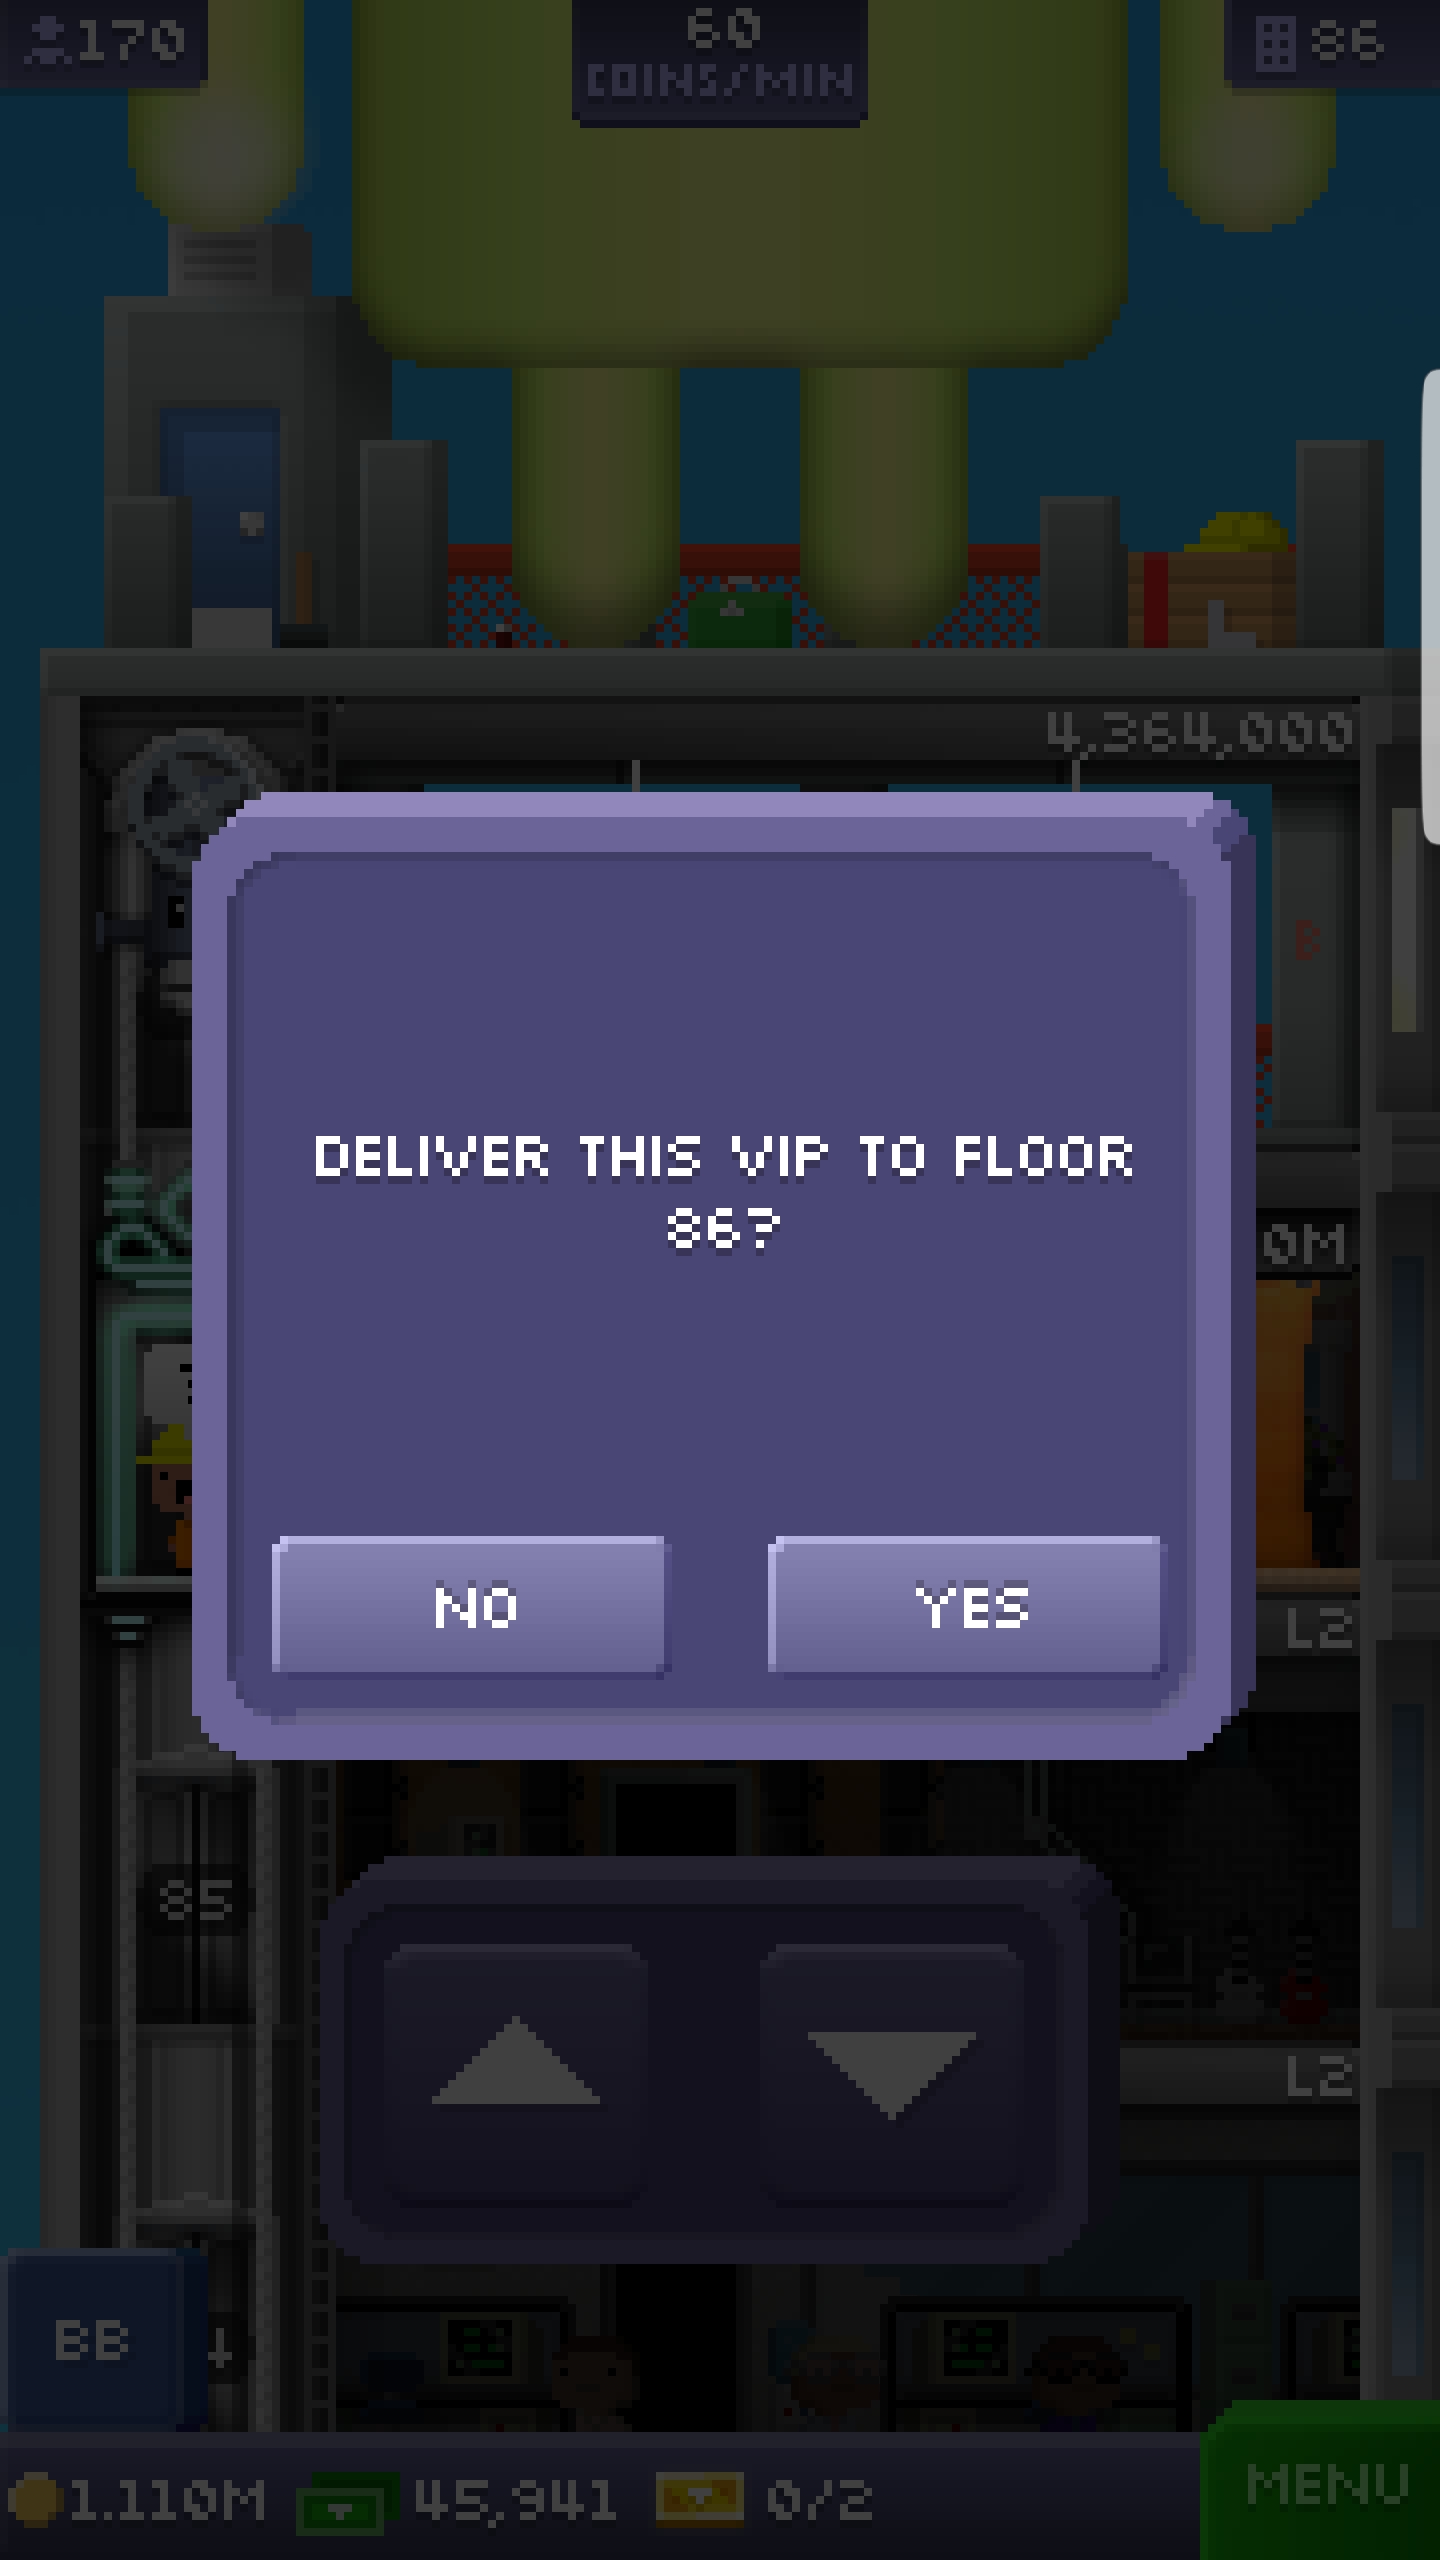 170
60
COINS/MIN
86
4,364,000
B
DELIVER THIS VIP TO FLOOR
86?
0M
NO
YES
L2
85
L2
BB
1.110M
45,941
0/2
MENU